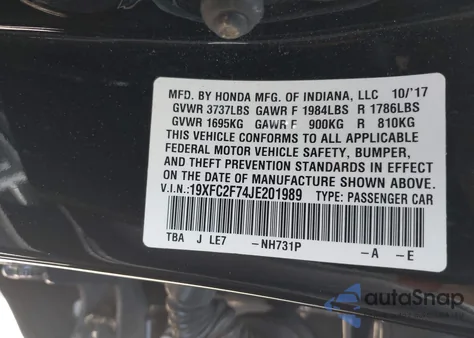 MFD. BY HONDA MFG. OF INDIANA, LLC 10/'17
GVWR 3737LBS GAWR F 1984LBS R 1786LBS
GVWR 1695KG GAWR F 900KG R 810KG
THIS VEHICLE CONFORMS TO ALL APPLICABLE
FEDERAL MOTOR VEHICLE SAFETY, BUMPER,
AND THEFT PREVENTION STANDARDS IN EFFECT
ON THE DATE OF MANUFACTURE SHOWN ABOVE.
V.I.N.:19XFC2F74JE201989 TYPE: PASSENGER CAR
TBA J LE7 -NH731P -A -E
autoSnap